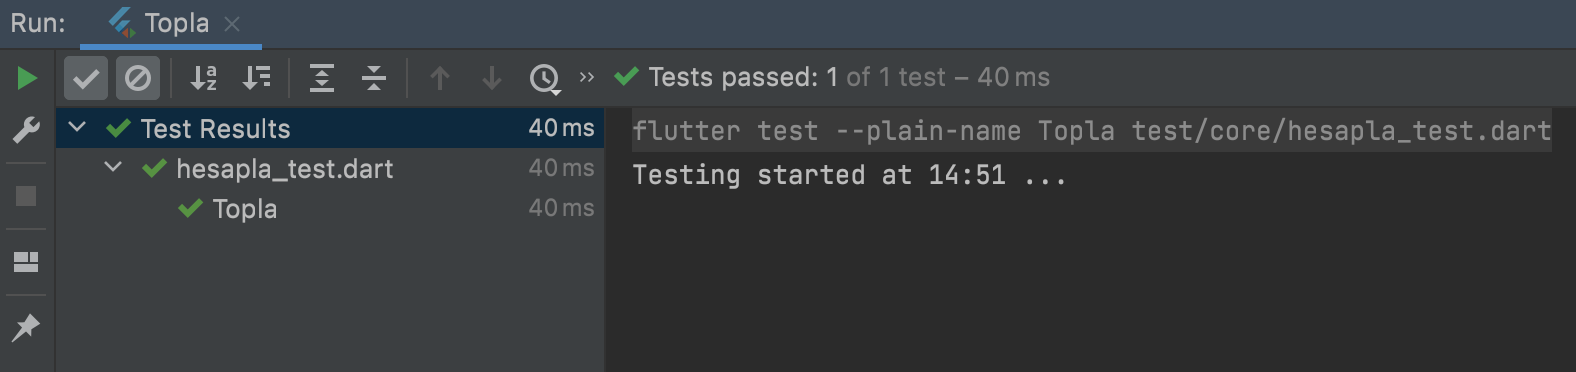 Run: Topla
Tests passed: 1 of 1 test – 40 ms
Test Results 40 ms
hesapla_test.dart 40 ms
Topla 40 ms
flutter test --plain-name Topla test/core/hesapla_test.dart
Testing started at 14:51 ...